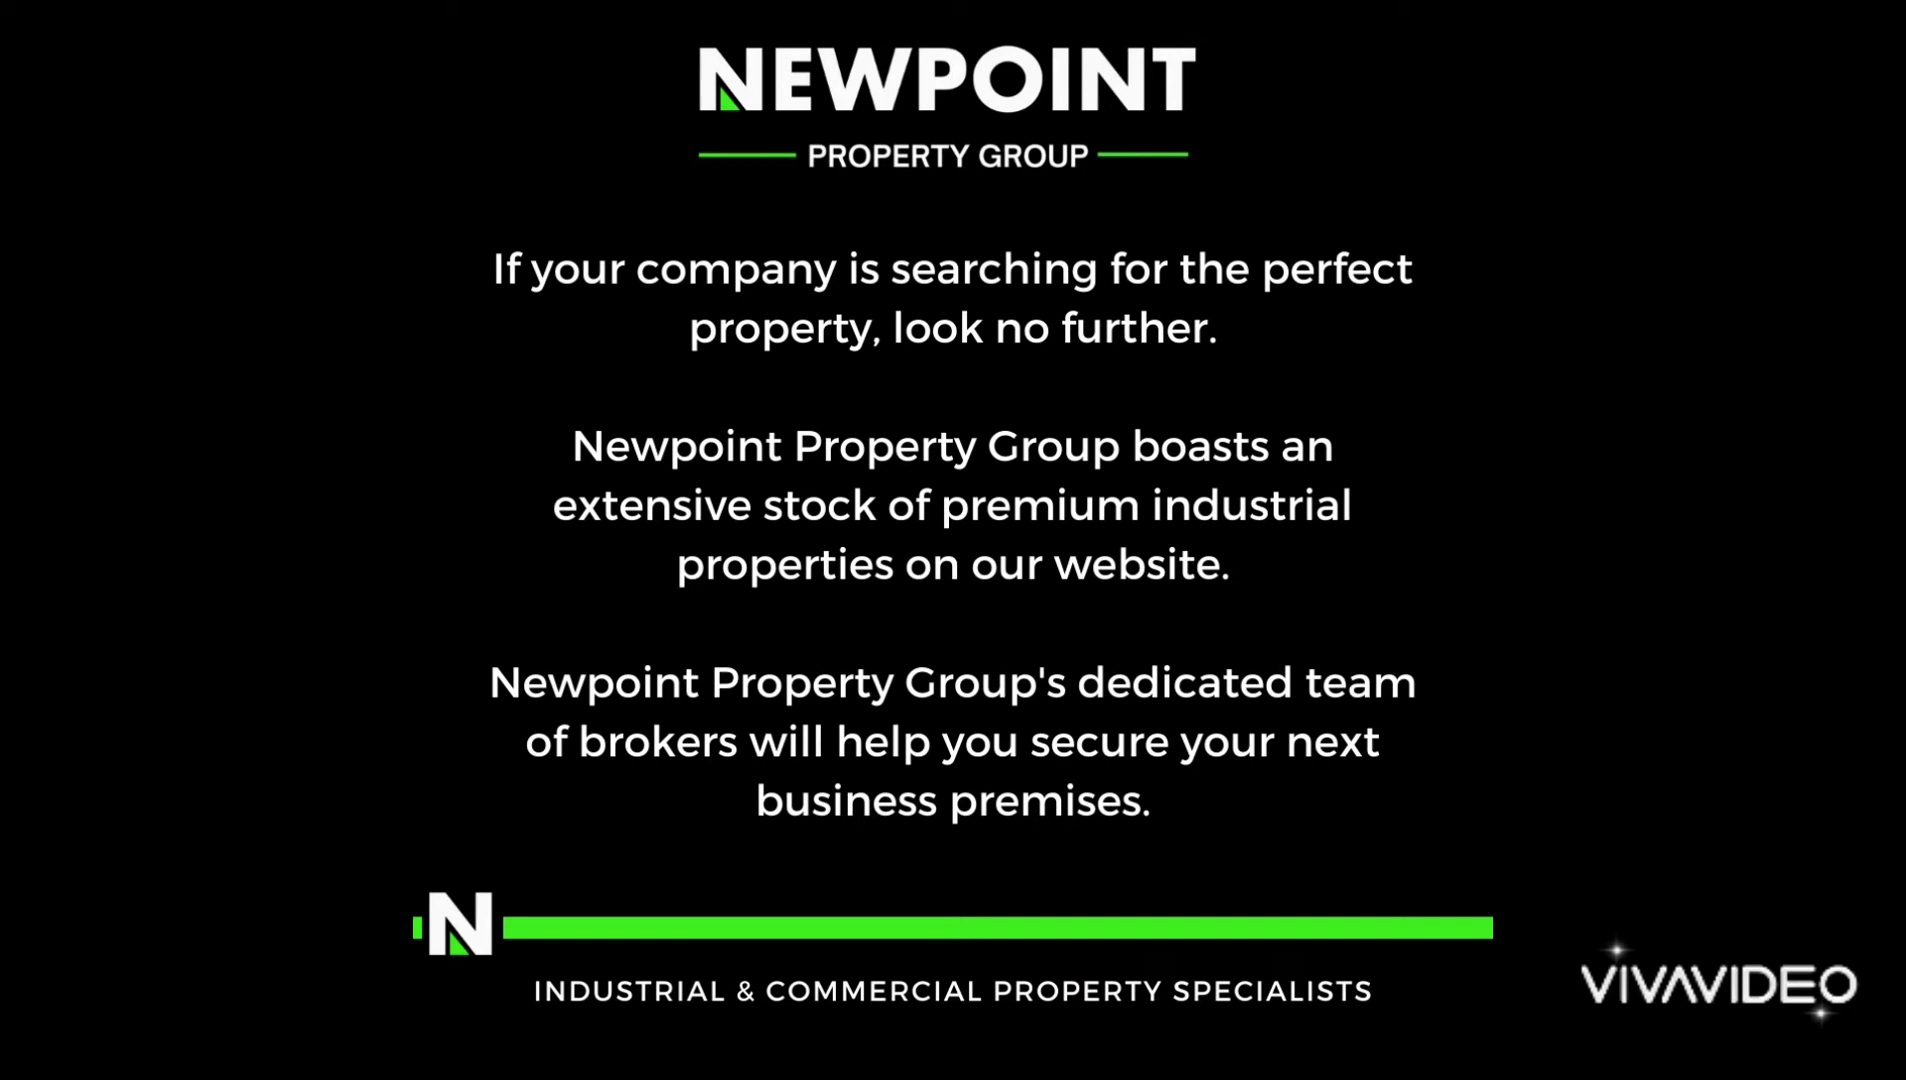 NEWPOINT
PROPERTY GROUP
If your company is searching for the perfect
property, look no further.
Newpoint Property Group boasts an
extensive stock of premium industrial
properties on our website.
Newpoint Property Group's dedicated team
of brokers will help you secure your next
business premises.
N
INDUSTRIAL & COMMERCIAL PROPERTY SPECIALISTS
VIVAVIDEO